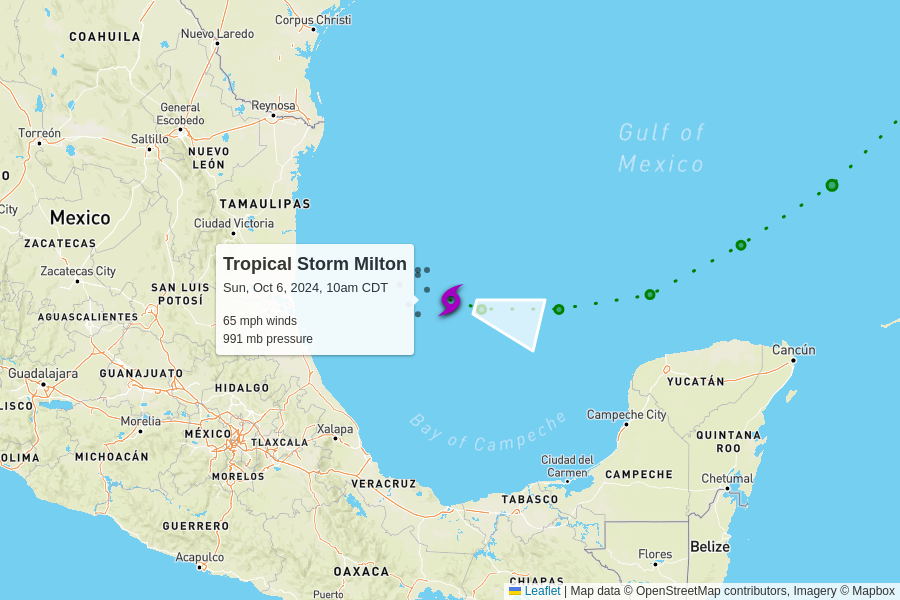 Corpus Christi
COAHUILA
Nuevo Laredo
General
Escobedo
Reynosa
Torreón
Saltillo
NUEVO
LEÓN
Gulf of
Mexico
O
City
Mexico
TAMAULIPAS
Ciudad Victoria
ZACATECAS
Zacatecas City
SAN LUIS
POTOSÍ
Tropical Storm Milton
Sun, Oct 6, 2024, 10am CDT
65 mph winds
991 mb pressure
AGUASCALIENTES
Guadalajara
GUANAJUATO
HIDALGO
LISCO
Morelia
MÉXICO
TLAXCALA
Xalapa
OLIMA
MICHOACÁN
MORELOS
VERACRUZ
Bay of Campeche
Cancún
YUCATÁN
Campeche City
QUINTANA
ROO
Ciudad del
Carmen
CAMPECHE
Chetumal
TABASCO
GUERRERO
Acapulco
OAXACA
Puerto
CHIAPAS
Flores
Belize
Leaflet | Map data © OpenStreetMap contributors, Imagery © Mapbox